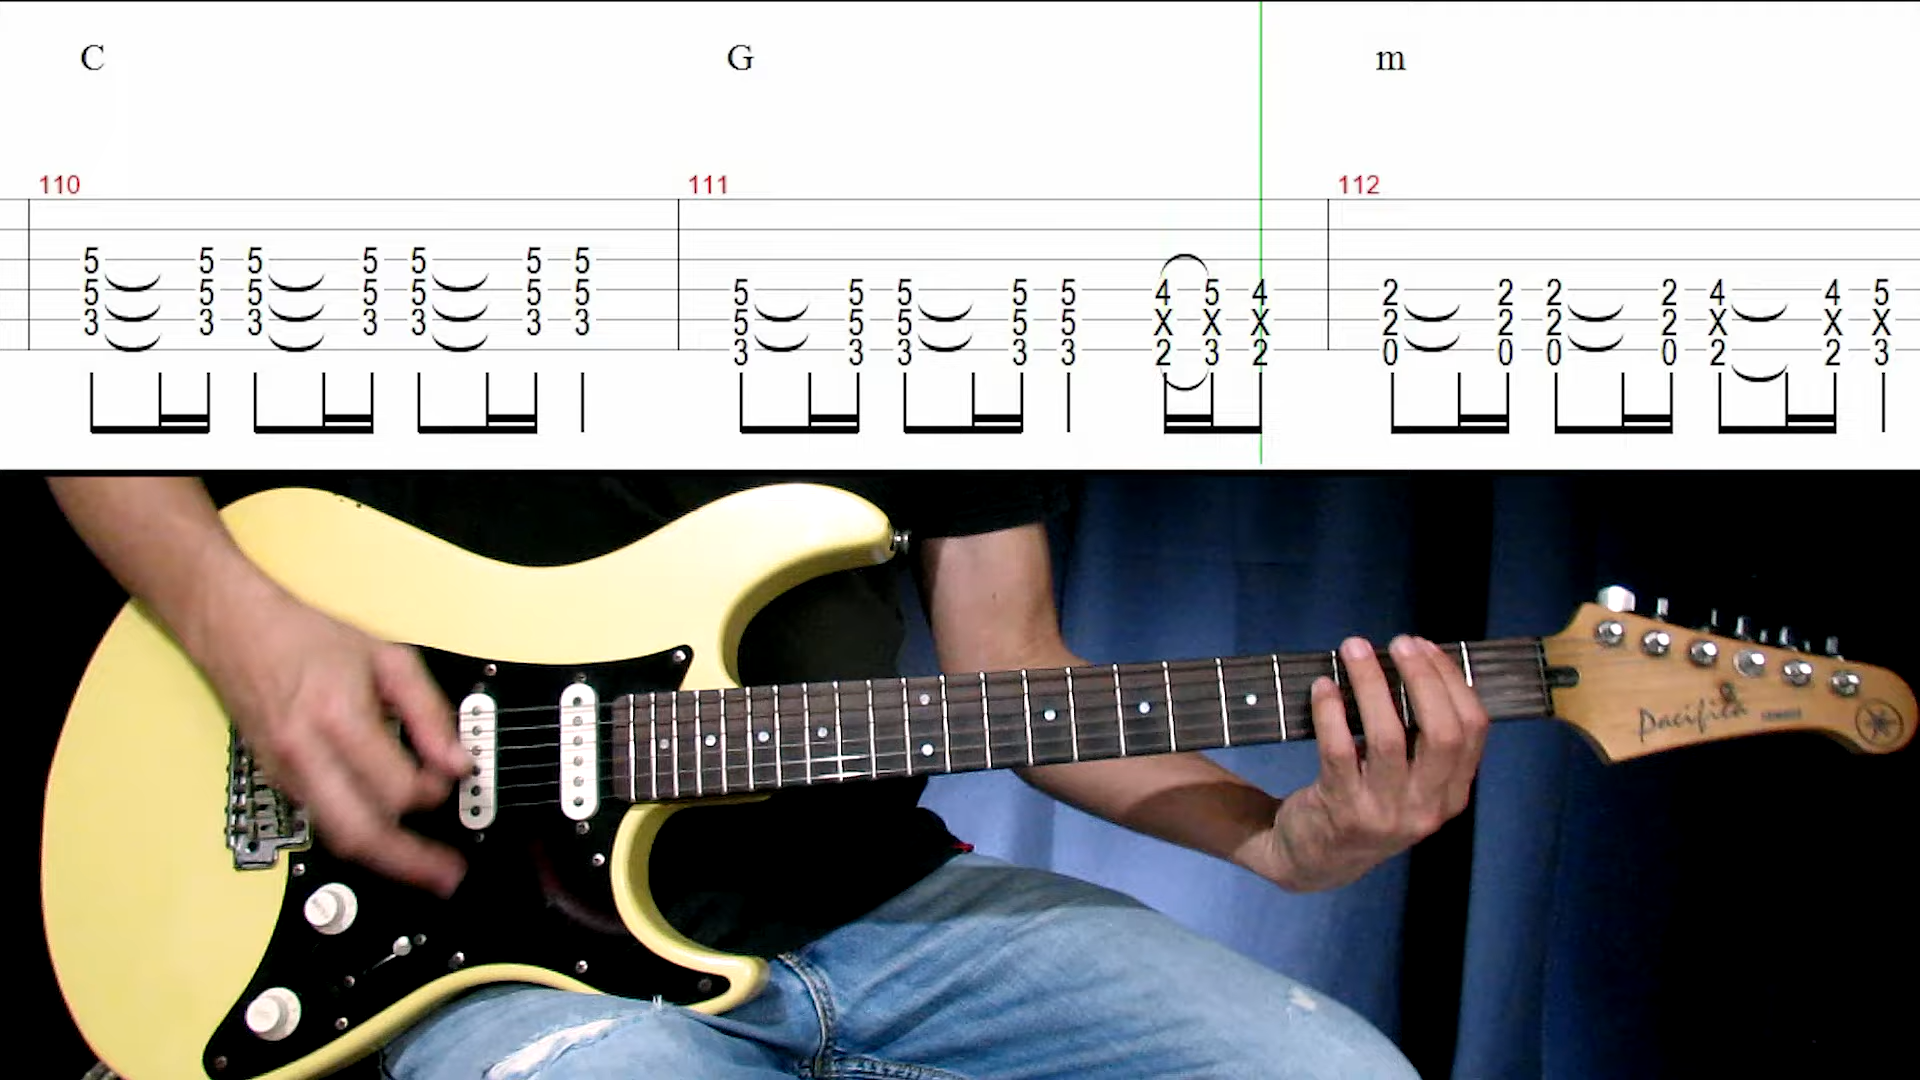 C G m
110 111 112
5 5 5 5 5 5 5
5 5 5 5 5 5 5 5 5 5 5 5 4 5 4 2 2 2 2 4 4 5
3 3 3 3 3 3 3 5 5 5 5 5 X X X 2 2 2 2 X X X
3 3 3 3 3 2 3 2 0 0 0 0 2 2 3
Pacifica